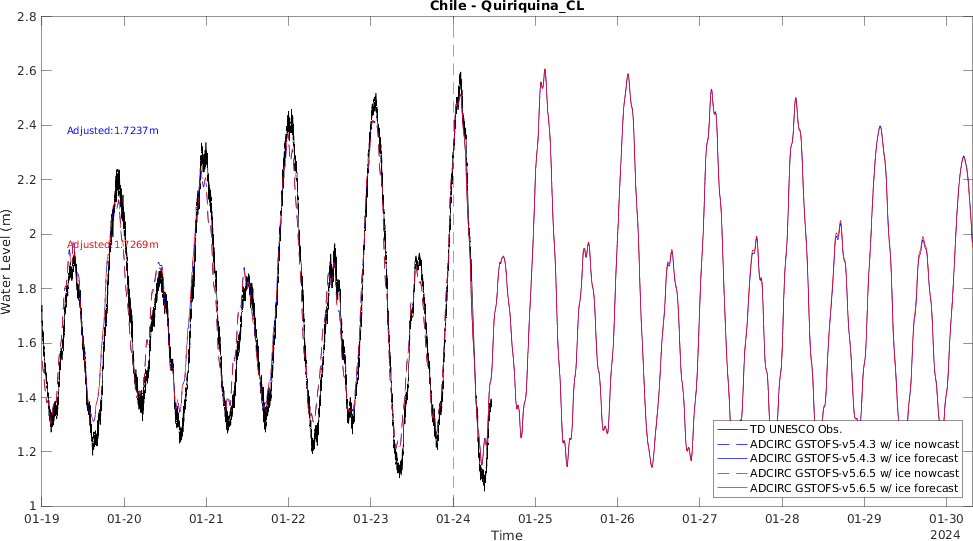 Chile - Quiriquina_CL
2.8
2.6
2.4
2.2
2
1.8
1.6
1.4
1.2
1
Water Level (m)
Adjusted:1.7237m
Adjusted:1.7269m
TD UNESCO Obs.
ADCIRC GSTOFS-v5.4.3 w/ ice nowcast
ADCIRC GSTOFS-v5.4.3 w/ ice forecast
ADCIRC GSTOFS-v5.6.5 w/ ice nowcast
ADCIRC GSTOFS-v5.6.5 w/ ice forecast
01-19 01-20 01-21 01-22 01-23 01-24 01-25 01-26 01-27 01-28 01-29 01-30
2024
Time